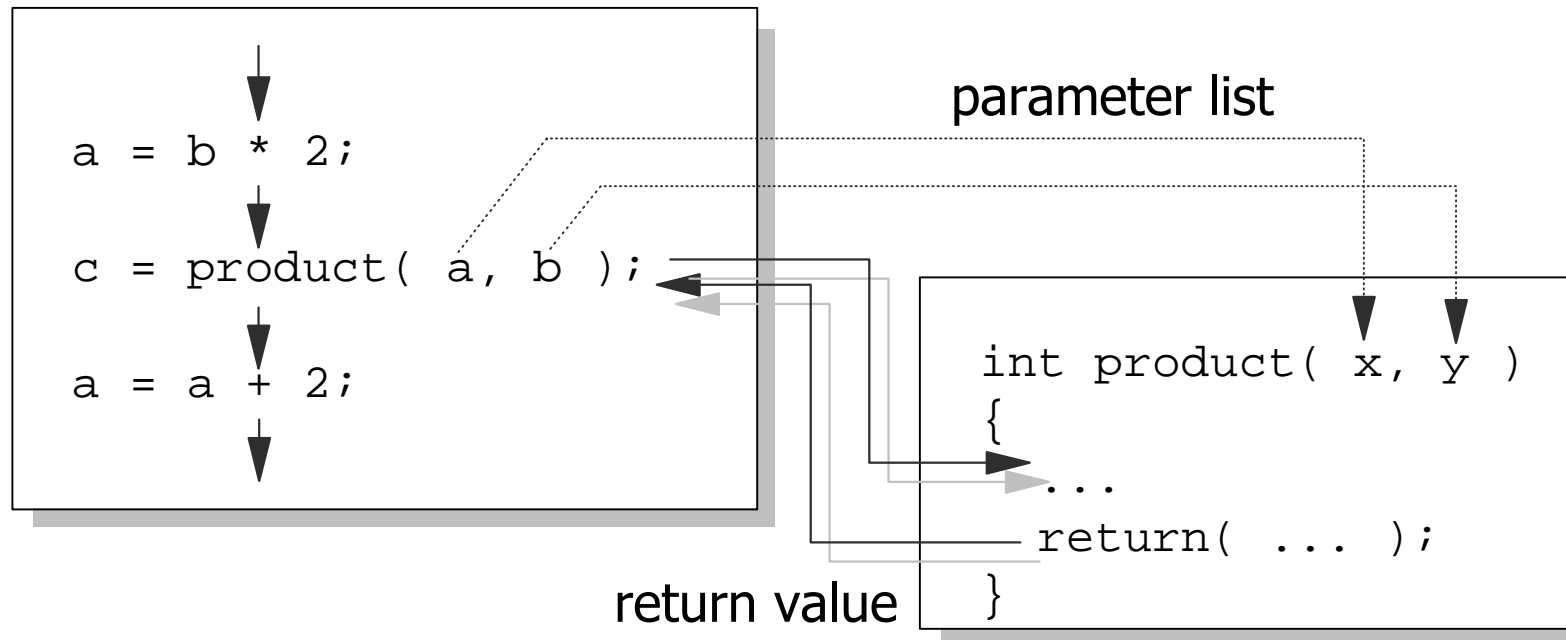 parameter list
a = b * 2;
c = product( a, b );
a = a + 2;
int product( x, y )
{
...
return( ... );
}
return value